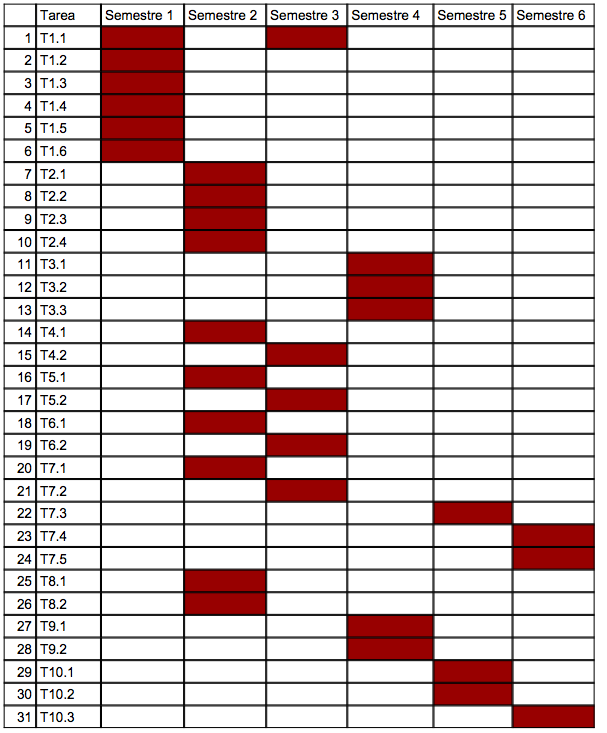 Tarea Semestre 1 Semestre 2 Semestre 3 Semestre 4 Semestre 5 Semestre 6
1 T1.1
2 T1.2
3 T1.3
4 T1.4
5 T1.5
6 T1.6
7 T2.1
8 T2.2
9 T2.3
10 T2.4
11 T3.1
12 T3.2
13 T3.3
14 T4.1
15 T4.2
16 T5.1
17 T5.2
18 T6.1
19 T6.2
20 T7.1
21 T7.2
22 T7.3
23 T7.4
24 T7.5
25 T8.1
26 T8.2
27 T9.1
28 T9.2
29 T10.1
30 T10.2
31 T10.3